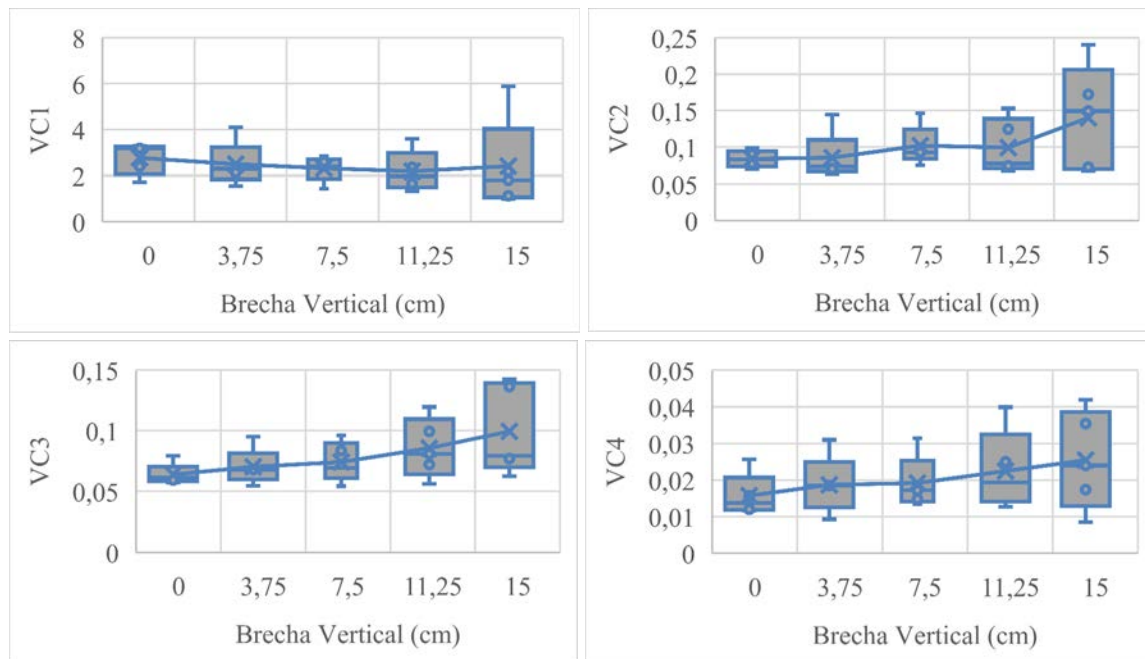 8
6
4
2
0
VC1
0 3,75 7,5 11,25 15
Brecha Vertical (cm)
0,25
0,2
0,15
0,1
0,05
0
VC2
0 3,75 7,5 11,25 15
Brecha Vertical (cm)
0,15
0,1
0,05
0
VC3
0 3,75 7,5 11,25 15
Brecha Vertical (cm)
0,05
0,04
0,03
0,02
0,01
0
VC4
0 3,75 7,5 11,25 15
Brecha Vertical (cm)